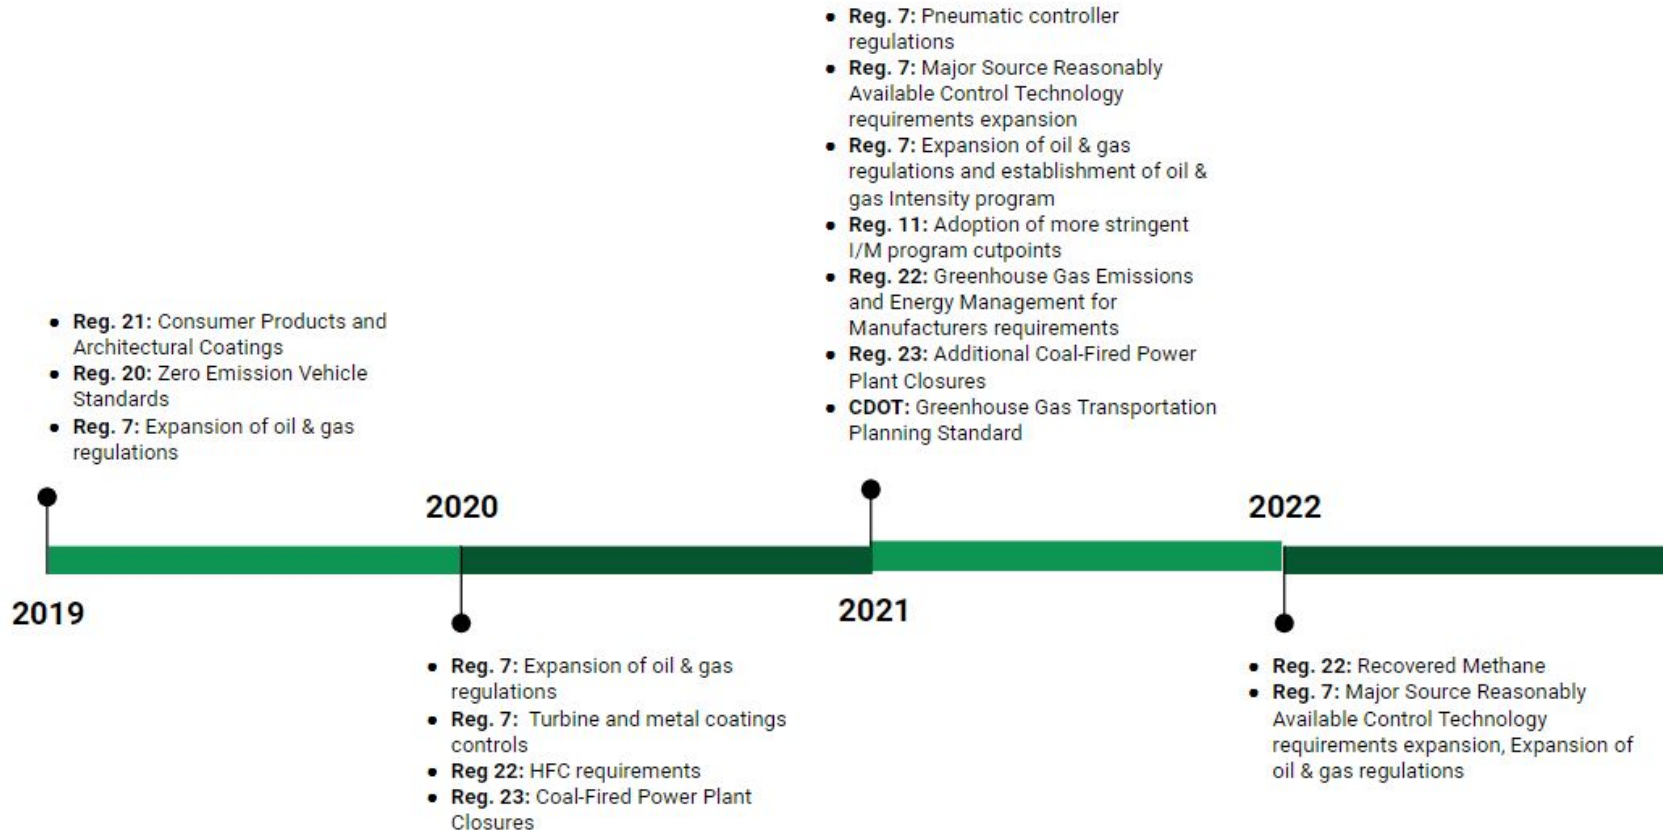 • Reg. 7: Pneumatic controller
regulations
• Reg. 7: Major Source Reasonably
Available Control Technology
requirements expansion
• Reg. 7: Expansion of oil & gas
regulations and establishment of oil &
gas Intensity program
• Reg. 11: Adoption of more stringent
I/M program cutpoints
• Reg. 22: Greenhouse Gas Emissions
and Energy Management for
Manufacturers requirements
• Reg. 23: Additional Coal-Fired Power
Plant Closures
• CDOT: Greenhouse Gas Transportation
Planning Standard
• Reg. 21: Consumer Products and
Architectural Coatings
• Reg. 20: Zero Emission Vehicle
Standards
• Reg. 7: Expansion of oil & gas
regulations
2020
2022
2019
2021
• Reg. 7: Expansion of oil & gas
regulations
• Reg. 7: Turbine and metal coatings
controls
• Reg 22: HFC requirements
• Reg. 23: Coal-Fired Power Plant
Closures
• Reg. 22: Recovered Methane
• Reg. 7: Major Source Reasonably
Available Control Technology
requirements expansion, Expansion of
oil & gas regulations